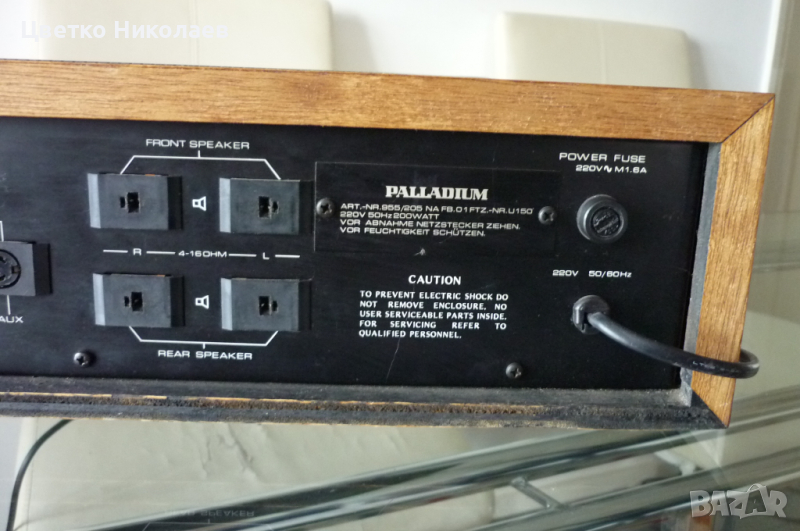 Цветко Николаев
FRONT SPEAKER
POWER FUSE
220V∿ M1.6A
PALLADIUM
ART.-NR.955/205 NA FB.01 FTZ.-NR.U150
220V 50Hz 200WATT
VOR ABNAHME NETZSTECKER ZIEHEN.
VOR FEUCHTIGKEIT SCHÜTZEN.
R 4-16OHM L
220V 50/60Hz
CAUTION
TO PREVENT ELECTRIC SHOCK DO
NOT REMOVE ENCLOSURE. NO
USER SERVICEABLE PARTS INSIDE.
FOR SERVICING REFER TO
QUALIFIED PERSONNEL.
AUX
REAR SPEAKER
BAZAR
bg